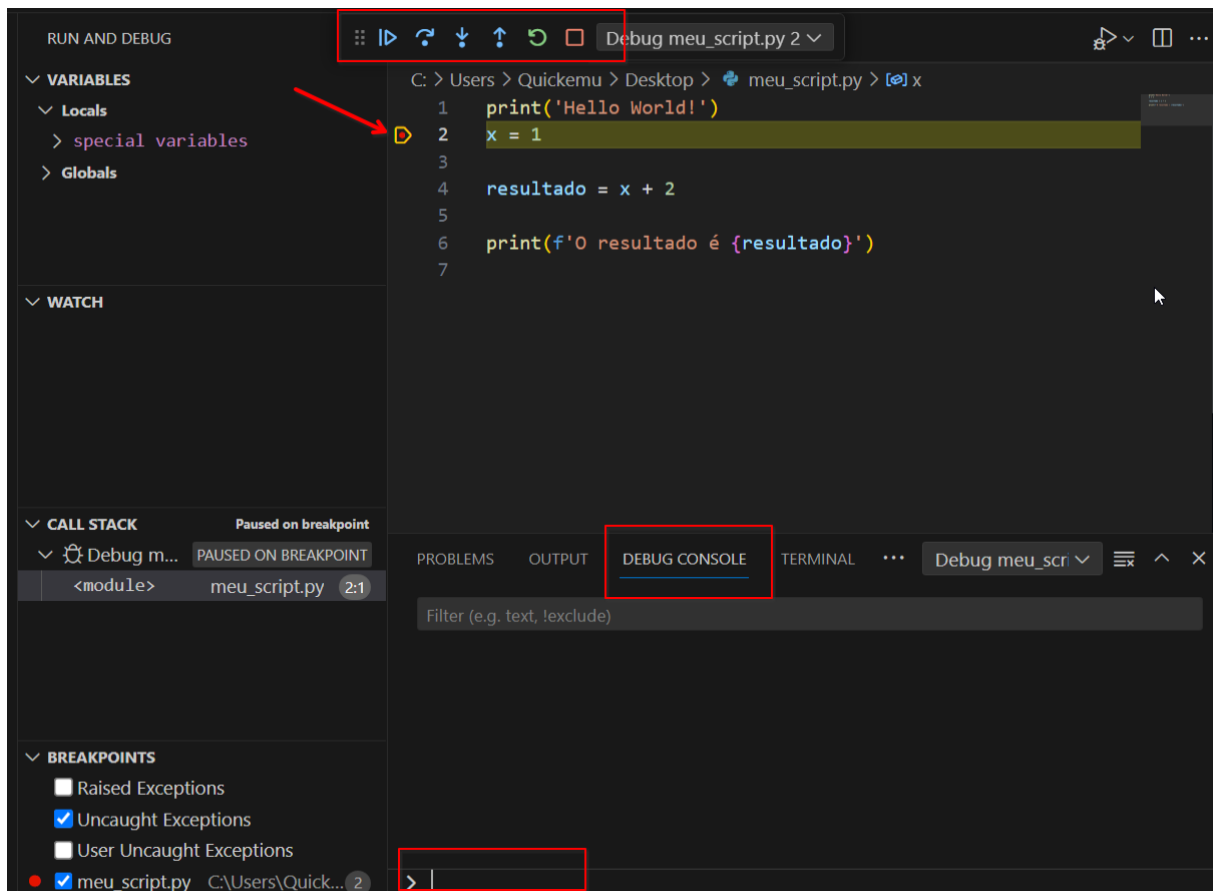 RUN AND DEBUG
Debug meu_script.py 2
VARIABLES
Locals
special variables
Globals
WATCH
CALL STACK Paused on breakpoint
Debug m... PAUSED ON BREAKPOINT
<module> meu_script.py 2:1
BREAKPOINTS
Raised Exceptions
Uncaught Exceptions
User Uncaught Exceptions
meu_script.py C:\Users\Quick... 2
C: > Users > Quickemu > Desktop > meu_script.py > x
1 print('Hello World!')
2 x = 1
3
4 resultado = x + 2
5
6 print(f'O resultado é {resultado}')
7
PROBLEMS OUTPUT DEBUG CONSOLE TERMINAL ··· Debug meu_scri
Filter (e.g. text, !exclude)
>